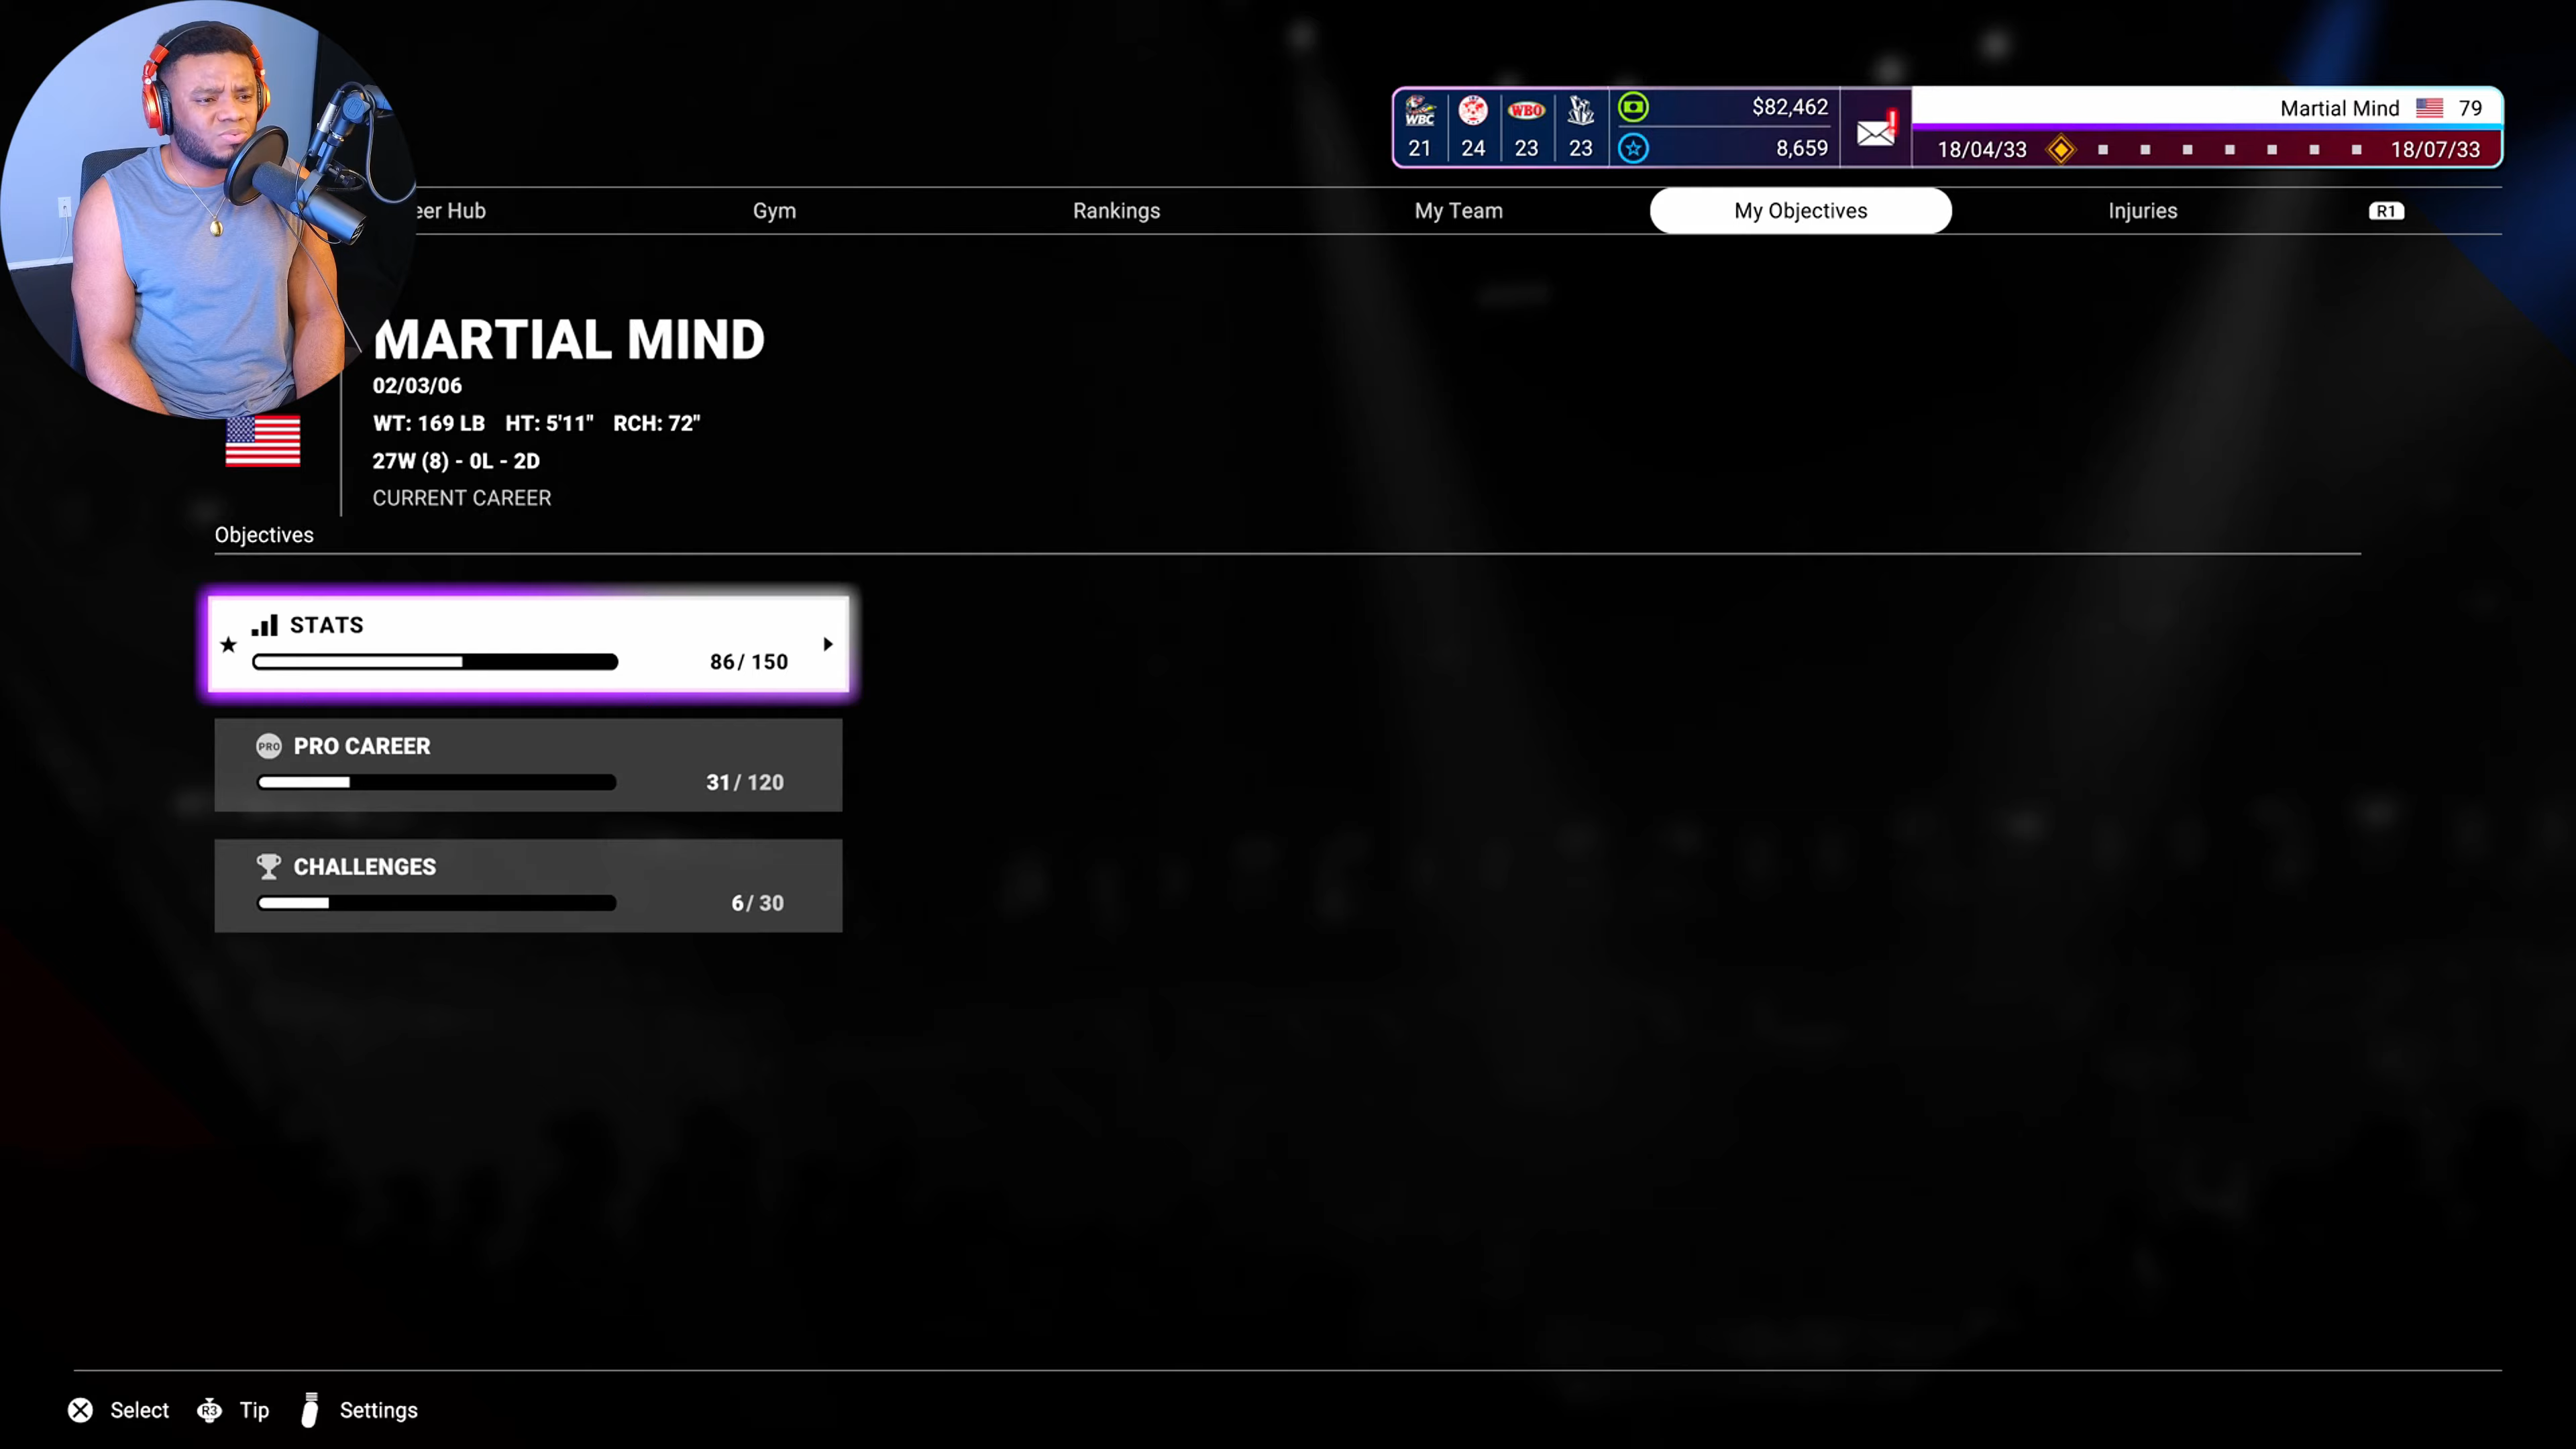 WBC
WBO
$82,462
21 24 23 23
8,659
Martial Mind 79
18/04/33 18/07/33
eer Hub Gym Rankings My Team My Objectives Injuries R1
MARTIAL MIND
02/03/06
WT: 169 LB HT: 5'11" RCH: 72"
27W (8) - 0L - 2D
CURRENT CAREER
Objectives
STATS
86/ 150
PRO PRO CAREER
31/ 120
CHALLENGES
6/ 30
Select R3 Tip Settings